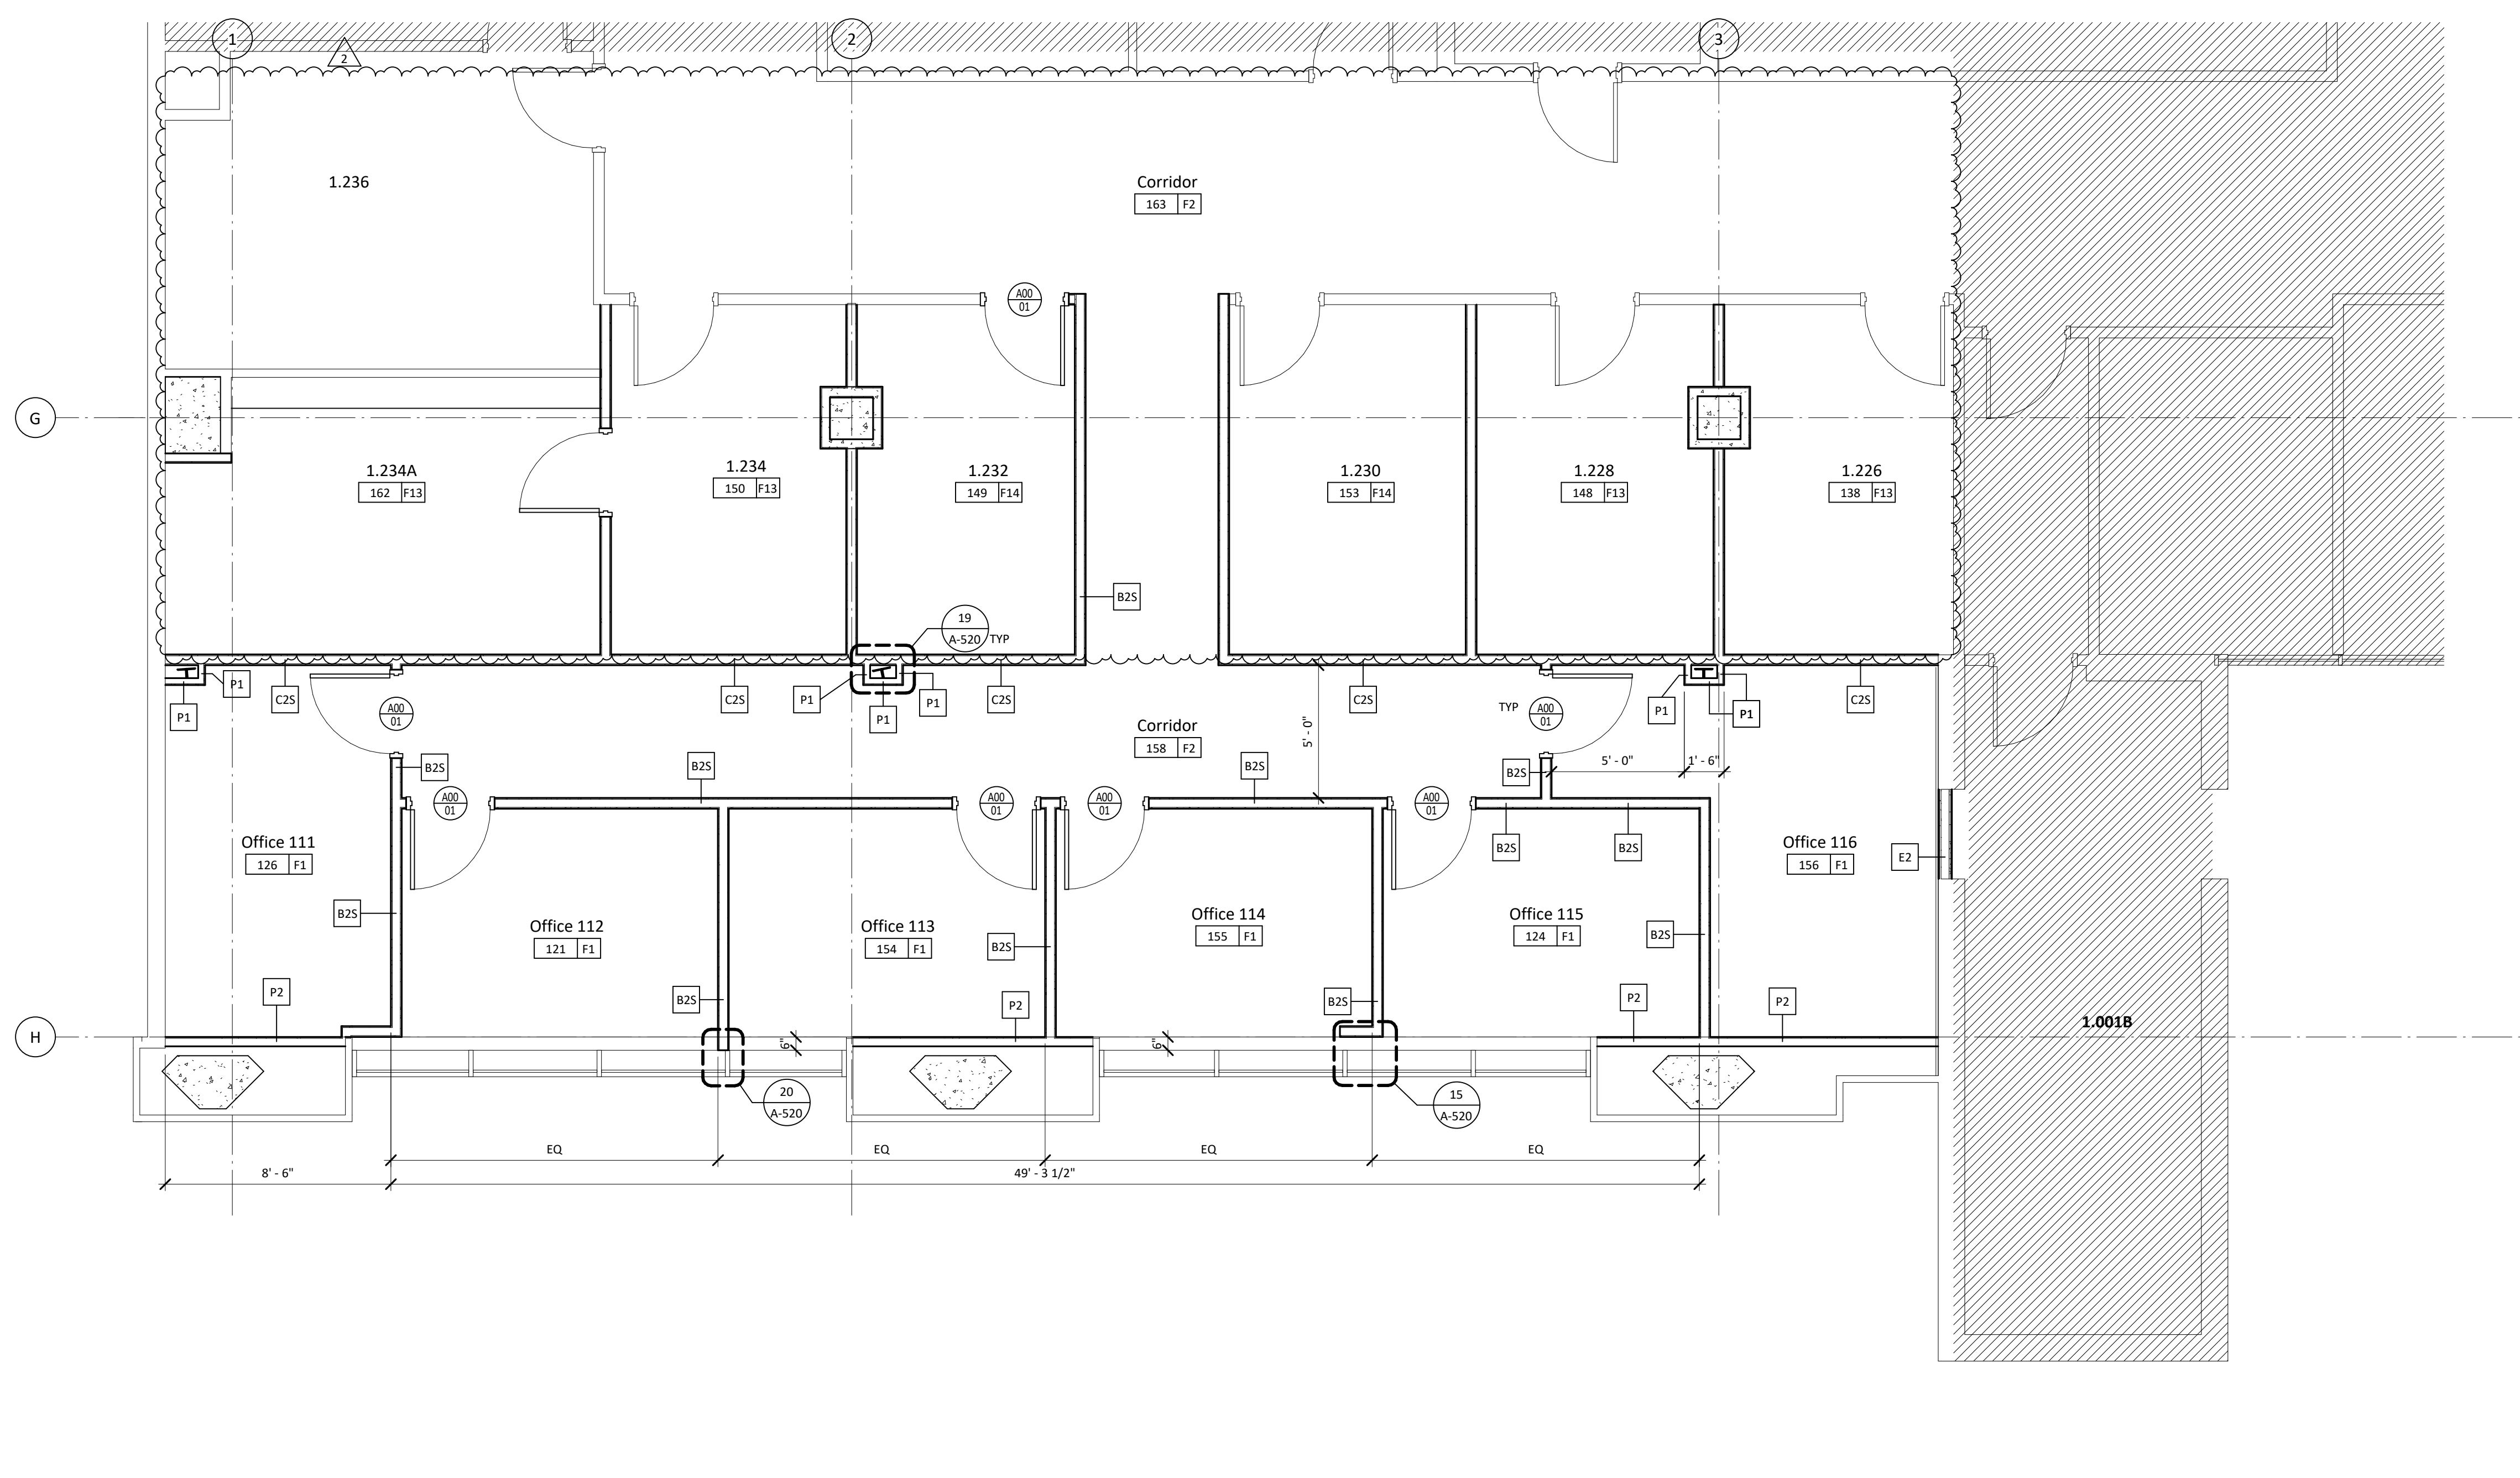 1
2
3
2
1.236
Corridor
163 F2
A00
01
G
1.234A
162 F13
1.234
150 F13
1.232
149 F14
1.230
153 F14
1.228
148 F13
1.226
138 F13
B2S
19
A-520 TYP
P1
P1
C2S
C2S
P1
P1
P1
C2S
C2S
P1
P1
C2S
A00
01
TYP
A00
01
Corridor
158 F2
5' - 0"
5' - 0"
1' - 6"
B2S
B2S
B2S
B2S
A00
01
A00
01
A00
01
A00
01
B2S
B2S
Office 111
126 F1
Office 116
156 F1
E2
B2S
Office 112
121 F1
Office 113
154 F1
B2S
Office 114
155 F1
Office 115
124 F1
B2S
P2
B2S
P2
B2S
P2
P2
H
1.001B
6"
6"
20
A-520
15
A-520
EQ
EQ
EQ
EQ
8' - 6"
49' - 3 1/2"